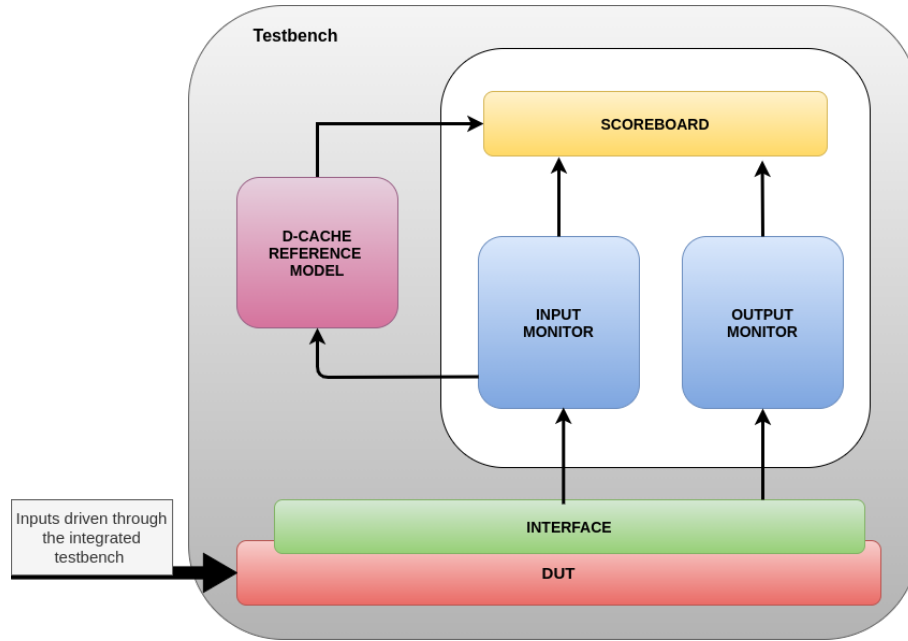 Testbench
SCOREBOARD
D-CACHE
REFERENCE
MODEL
INPUT
MONITOR
OUTPUT
MONITOR
Inputs driven through
the integrated
testbench
INTERFACE
DUT